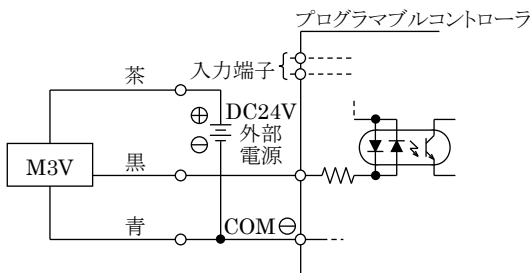 プログラマブルコントローラ
入力端子
茶
⊕
DC24V
外部
電源
⊖
M3V
黒
青
COM⊖